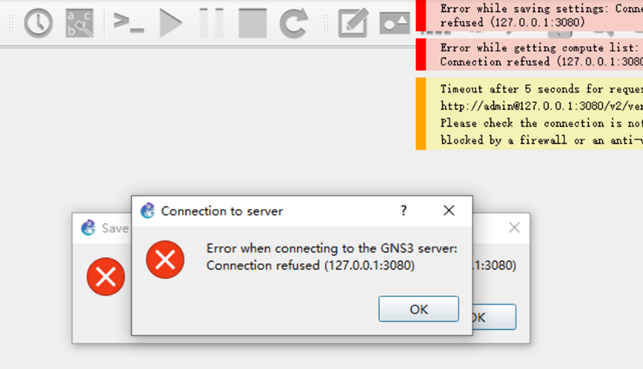 Error while saving settings: Conne
refused (127.0.0.1:3080)
Error while getting compute list:
Connection refused (127.0.0.1:3080
Timeout after 5 seconds for reques
http://admin@127.0.0.1:3080/v2/ver
Please check the connection is not
blocked by a firewall or an anti-v
Connection to server
?
Save
Error when connecting to the GNS3 server:
Connection refused (127.0.0.1:3080)
.1:3080)
OK
OK